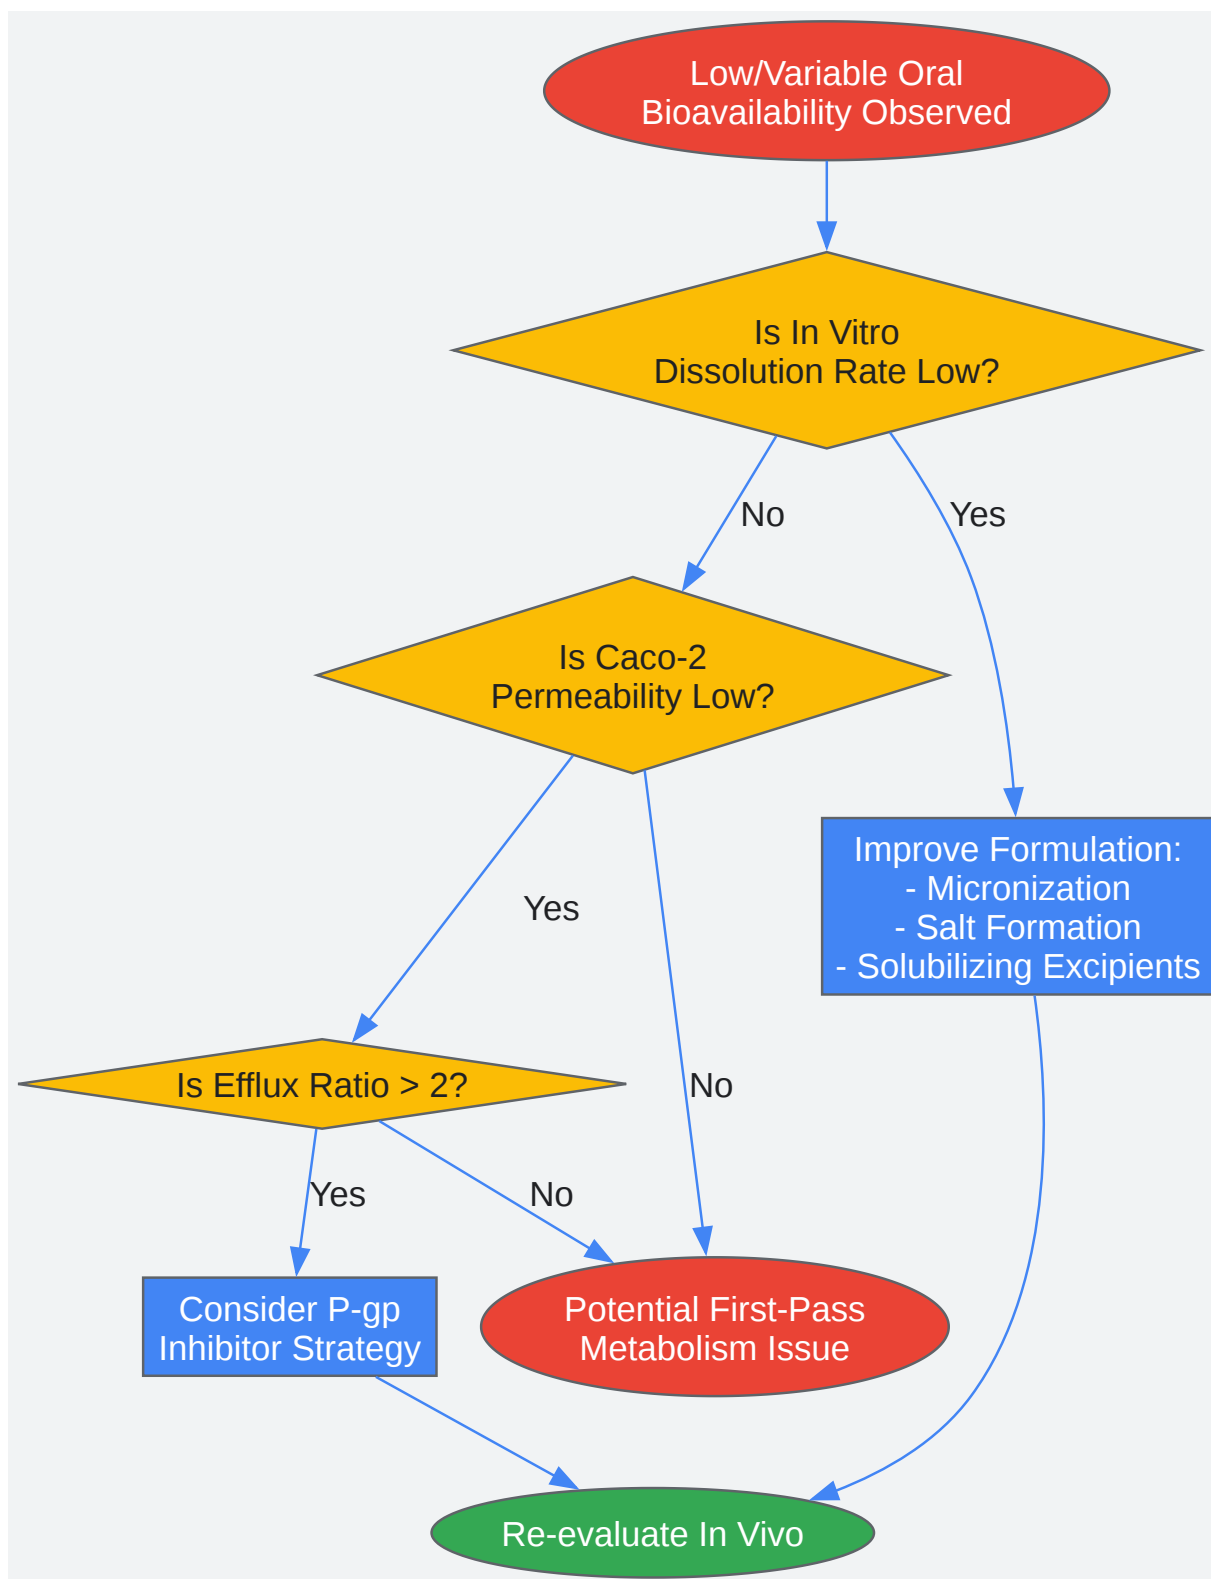 Low/Variable Oral
Bioavailability Observed
Is In Vitro
Dissolution Rate Low?
No
Yes
Is Caco-2
Permeability Low?
Improve Formulation:
- Micronization
- Salt Formation
- Solubilizing Excipients
Yes
Is Efflux Ratio > 2?
No
Yes
No
Consider P-gp
Inhibitor Strategy
Potential First-Pass
Metabolism Issue
Re-evaluate In Vivo